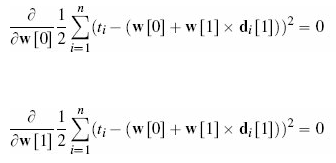 ∂/∂w[0] 1/2 ∑_{i=1}^{n} (t_i − (w[0] + w[1] × d_i[1]))² = 0
∂/∂w[1] 1/2 ∑_{i=1}^{n} (t_i − (w[0] + w[1] × d_i[1]))² = 0